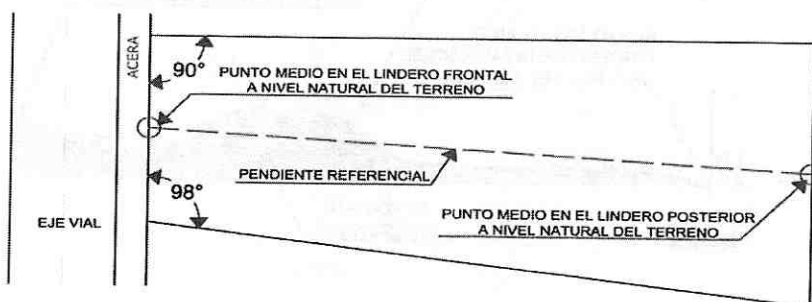 ACERA
90°
PUNTO MEDIO EN EL LINDERO FRONTAL
A NIVEL NATURAL DEL TERRENO
PENDIENTE REFERENCIAL
98°
EJE VIAL
PUNTO MEDIO EN EL LINDERO POSTERIOR
A NIVEL NATURAL DEL TERRENO